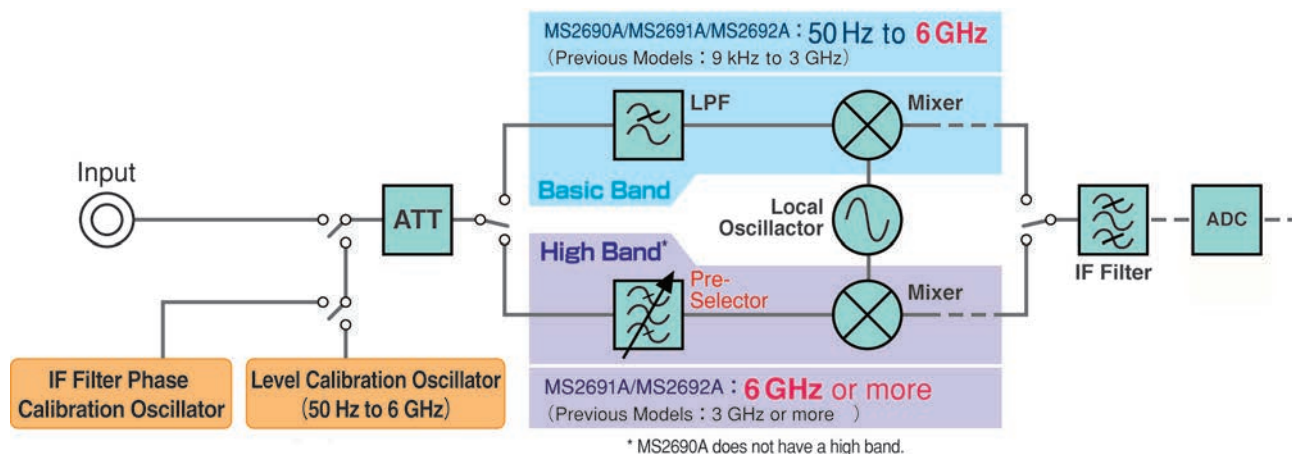 MS2690A/MS2691A/MS2692A : 50 Hz to 6 GHz
(Previous Models : 9 kHz to 3 GHz)
LPF
Mixer
Basic Band
Input
ATT
Local
Oscillactor
IF Filter
ADC
High Band*
Pre-
Selector
Mixer
IF Filter Phase
Calibration Oscillator
Level Calibration Oscillator
(50 Hz to 6 GHz)
MS2691A/MS2692A : 6 GHz or more
(Previous Models : 3 GHz or more )
* MS2690A does not have a high band.